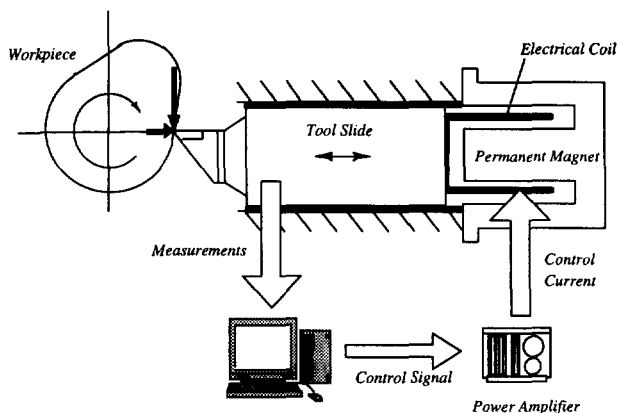 Workpiece
Electrical Coil
Tool Slide
Permanent Magnet
Measurements
Control
Current
Control Signal
Power Amplifier